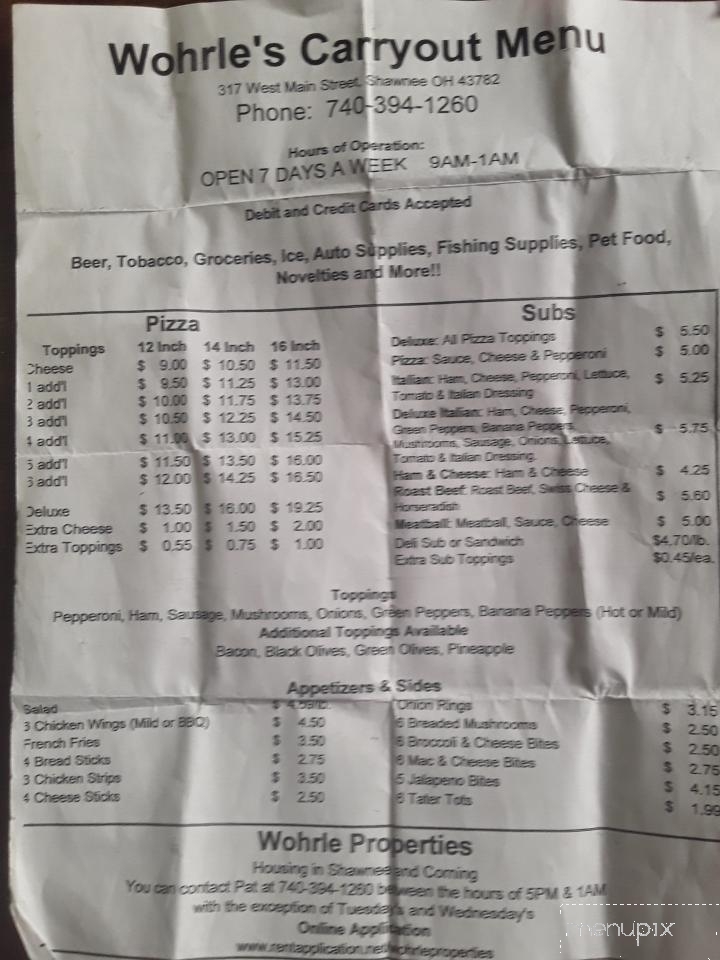 Wohrle's Carryout Menu
317 West Main Street, Shawnee OH 43782
Phone: 740-394-1260
Hours of Operation:
OPEN 7 DAYS A WEEK 9AM-1AM
Debit and Credit Cards Accepted
Beer, Tobacco, Groceries, Ice, Auto Supplies, Fishing Supplies, Pet Food,
Novelties and More!!
Pizza
Toppings 12 Inch 14 Inch 16 Inch
Cheese $ 9.00 $ 10.50 $ 11.50
1 add'l $ 9.50 $ 11.25 $ 13.00
2 add'l $ 10.00 $ 11.75 $ 13.75
3 add'l $ 10.50 $ 12.25 $ 14.50
4 add'l $ 11.00 $ 13.00 $ 15.25
5 add'l $ 11.50 $ 13.50 $ 16.00
add'l $ 12.00 $ 14.25 $ 16.50
Deluxe $ 13.50 $ 16.00 $ 19.25
Extra Cheese $ 1.00 $ 1.50 $ 2.00
Extra Toppings $ 0.55 $ 0.75 $ 1.00
Subs
Deluxe: All Pizza Toppings $ 5.50
Pizza: Sauce, Cheese & Pepperoni $ 5.00
Itallian: Ham, Cheese, Pepperoni, Lettuce, $ 5.25
Tomato & Italian Dressing
Deluxe Italian: Ham, Cheese, Pepperoni,
Green Peppers, Banana Peppers, $ 5.75
Mushrooms, Sausage, Onions, Lettuce,
Tomato & Italian Dressing.
Ham & Cheese: Ham & Cheese $ 4.25
Roast Beef: Roast Beef, Swiss Cheese & $ 5.60
Horseradish
Meatball: Meatball, Sauce, Cheese $ 5.00
Deli Sub or Sandwich $4.70/lb.
Extra Sub Toppings $0.45/ea.
Toppings
Pepperoni, Ham, Sausage, Mushrooms, Onions, Green Peppers, Banana Peppers (Hot or Mild)
Additional Toppings Available
Bacon, Black Olives, Green Olives, Pineapple
Appetizers & Sides
Salad $ 4.59/lb.
3 Chicken Wings (Mild or BBQ) $ 4.50
French Fries $ 3.50
4 Bread Sticks $ 2.75
3 Chicken Strips $ 3.50
4 Cheese Sticks $ 2.50
Onion Rings $ 3.15
6 Breaded Mushrooms $ 2.50
6 Broccoli & Cheese Bites $ 2.50
6 Mac & Cheese Bites $ 2.75
5 Jalapeno Bites $ 4.15
6 Tater Tots $ 1.99
Wohrle Properties
Housing in Shawnee and Corning
You can contact Pat at 740-394-1260 between the hours of 5PM & 1AM
with the exception of Tuesday's and Wednesday's
Online Application
www.rentapplication.net/wohrleproperties
menupix